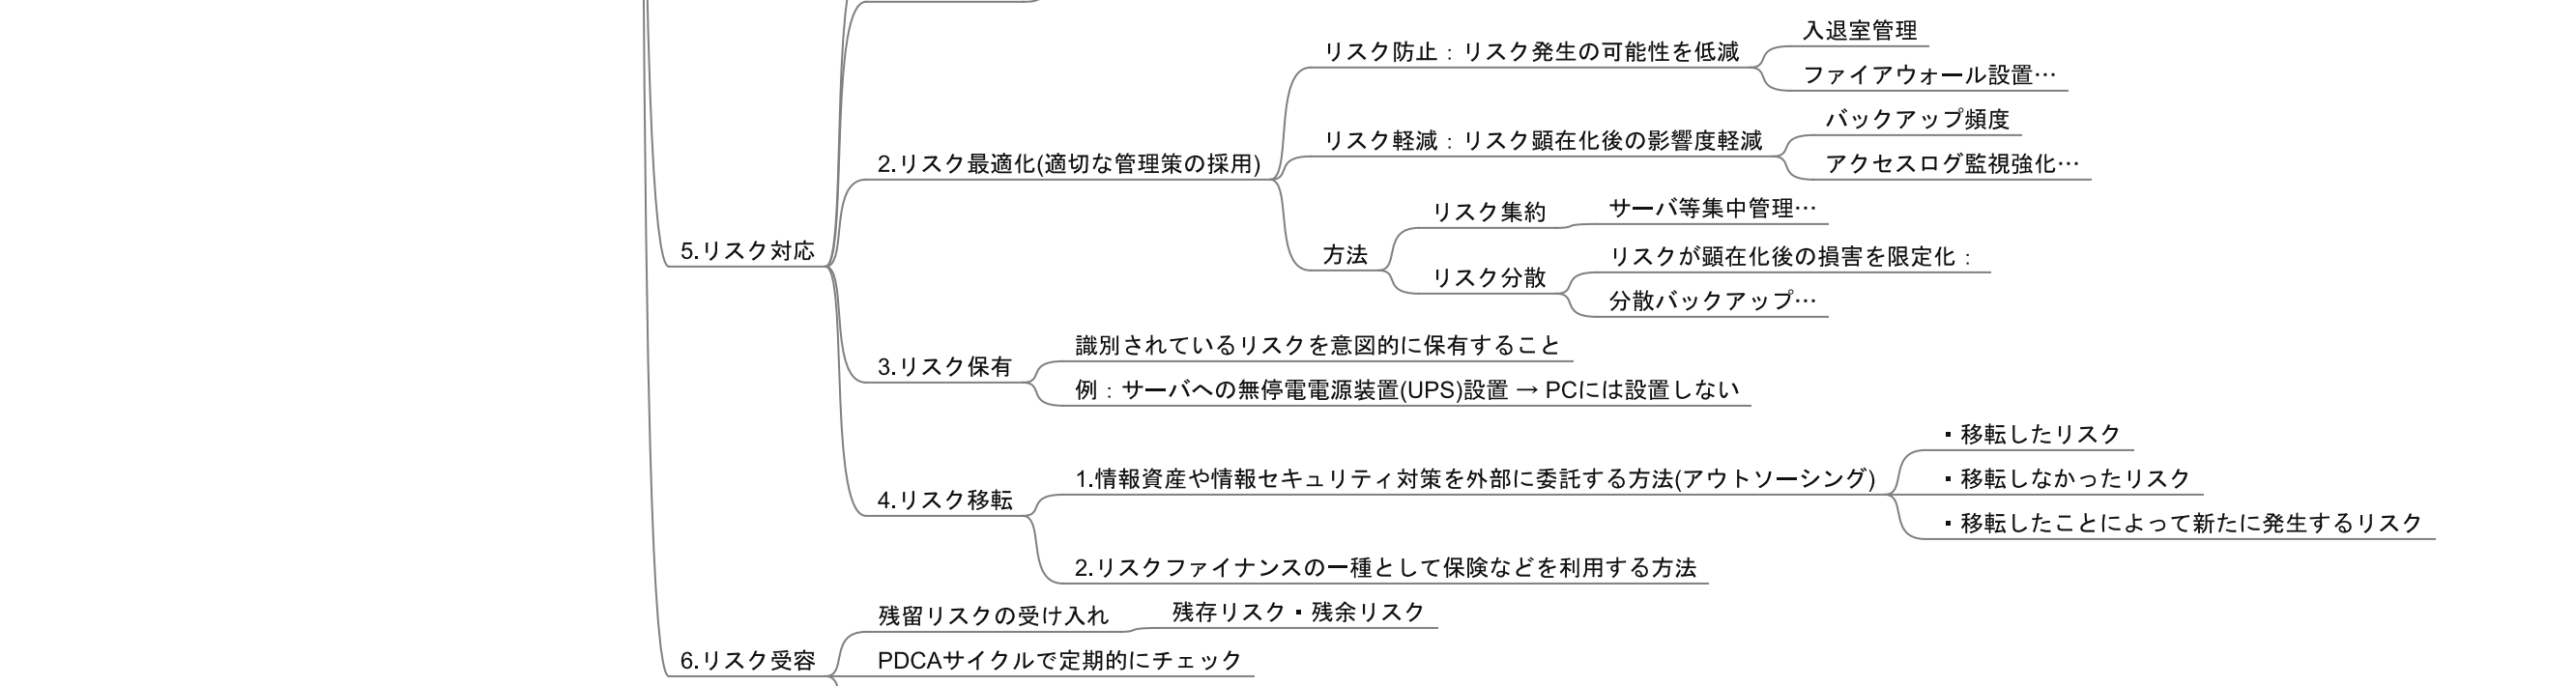 5.リスク対応
2.リスク最適化(適切な管理策の採用)
リスク防止：リスク発生の可能性を低減
入退室管理
ファイアウォール設置…
リスク軽減：リスク顕在化後の影響度軽減
バックアップ頻度
アクセスログ監視強化…
方法
リスク集約
サーバ等集中管理…
リスク分散
リスクが顕在化後の損害を限定化：
分散バックアップ…
3.リスク保有
識別されているリスクを意図的に保有すること
例：サーバへの無停電電源装置(UPS)設置 → PCには設置しない
4.リスク移転
1.情報資産や情報セキュリティ対策を外部に委託する方法(アウトソーシング)
・移転したリスク
・移転しなかったリスク
・移転したことによって新たに発生するリスク
2.リスクファイナンスの一種として保険などを利用する方法
6.リスク受容
残留リスクの受け入れ
残存リスク・残余リスク
PDCAサイクルで定期的にチェック